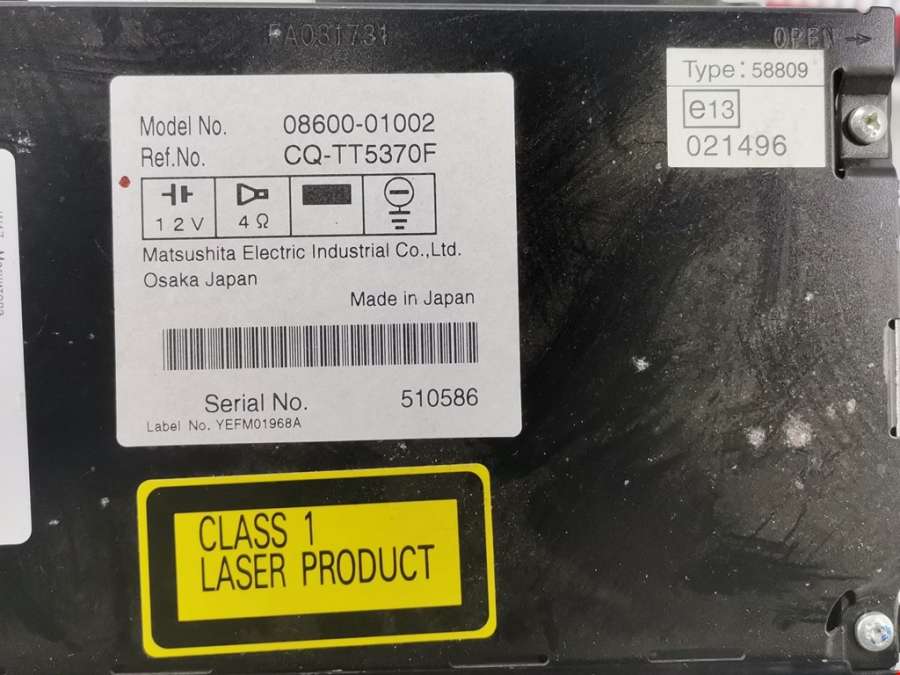 PA031731
OPEN →
Type: 58809
e13
021496
Model No. 08600-01002
Ref.No. CQ-TT5370F
12V 4Ω
Matsushita Electric Industrial Co.,Ltd.
Osaka Japan
Made in Japan
Serial No. 510586
Label No. YEFM01968A
CLASS 1
LASER PRODUCT